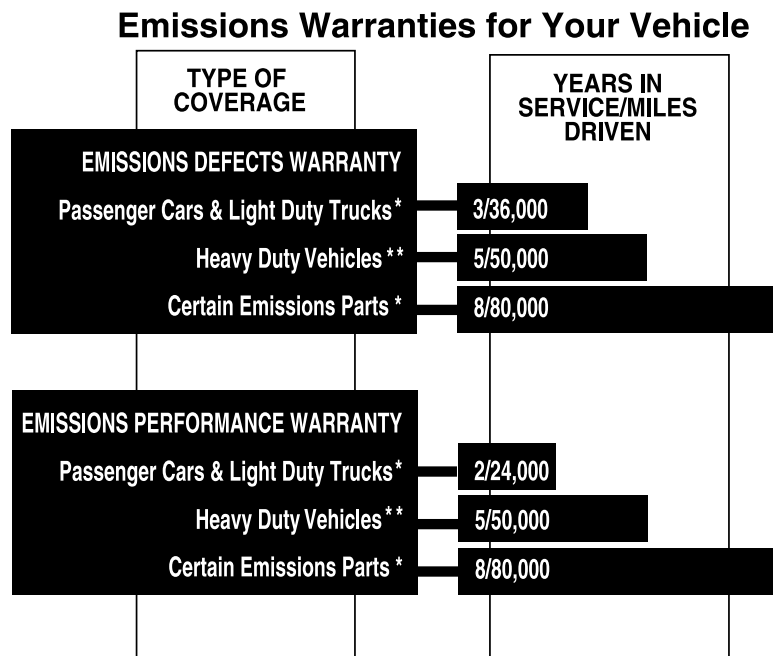 Emissions Warranties for Your Vehicle
TYPE OF
COVERAGE
YEARS IN
SERVICE/MILES
DRIVEN
EMISSIONS DEFECTS WARRANTY
Passenger Cars & Light Duty Trucks* 3/36,000
Heavy Duty Vehicles ** 5/50,000
Certain Emissions Parts * 8/80,000
EMISSIONS PERFORMANCE WARRANTY
Passenger Cars & Light Duty Trucks* 2/24,000
Heavy Duty Vehicles ** 5/50,000
Certain Emissions Parts * 8/80,000